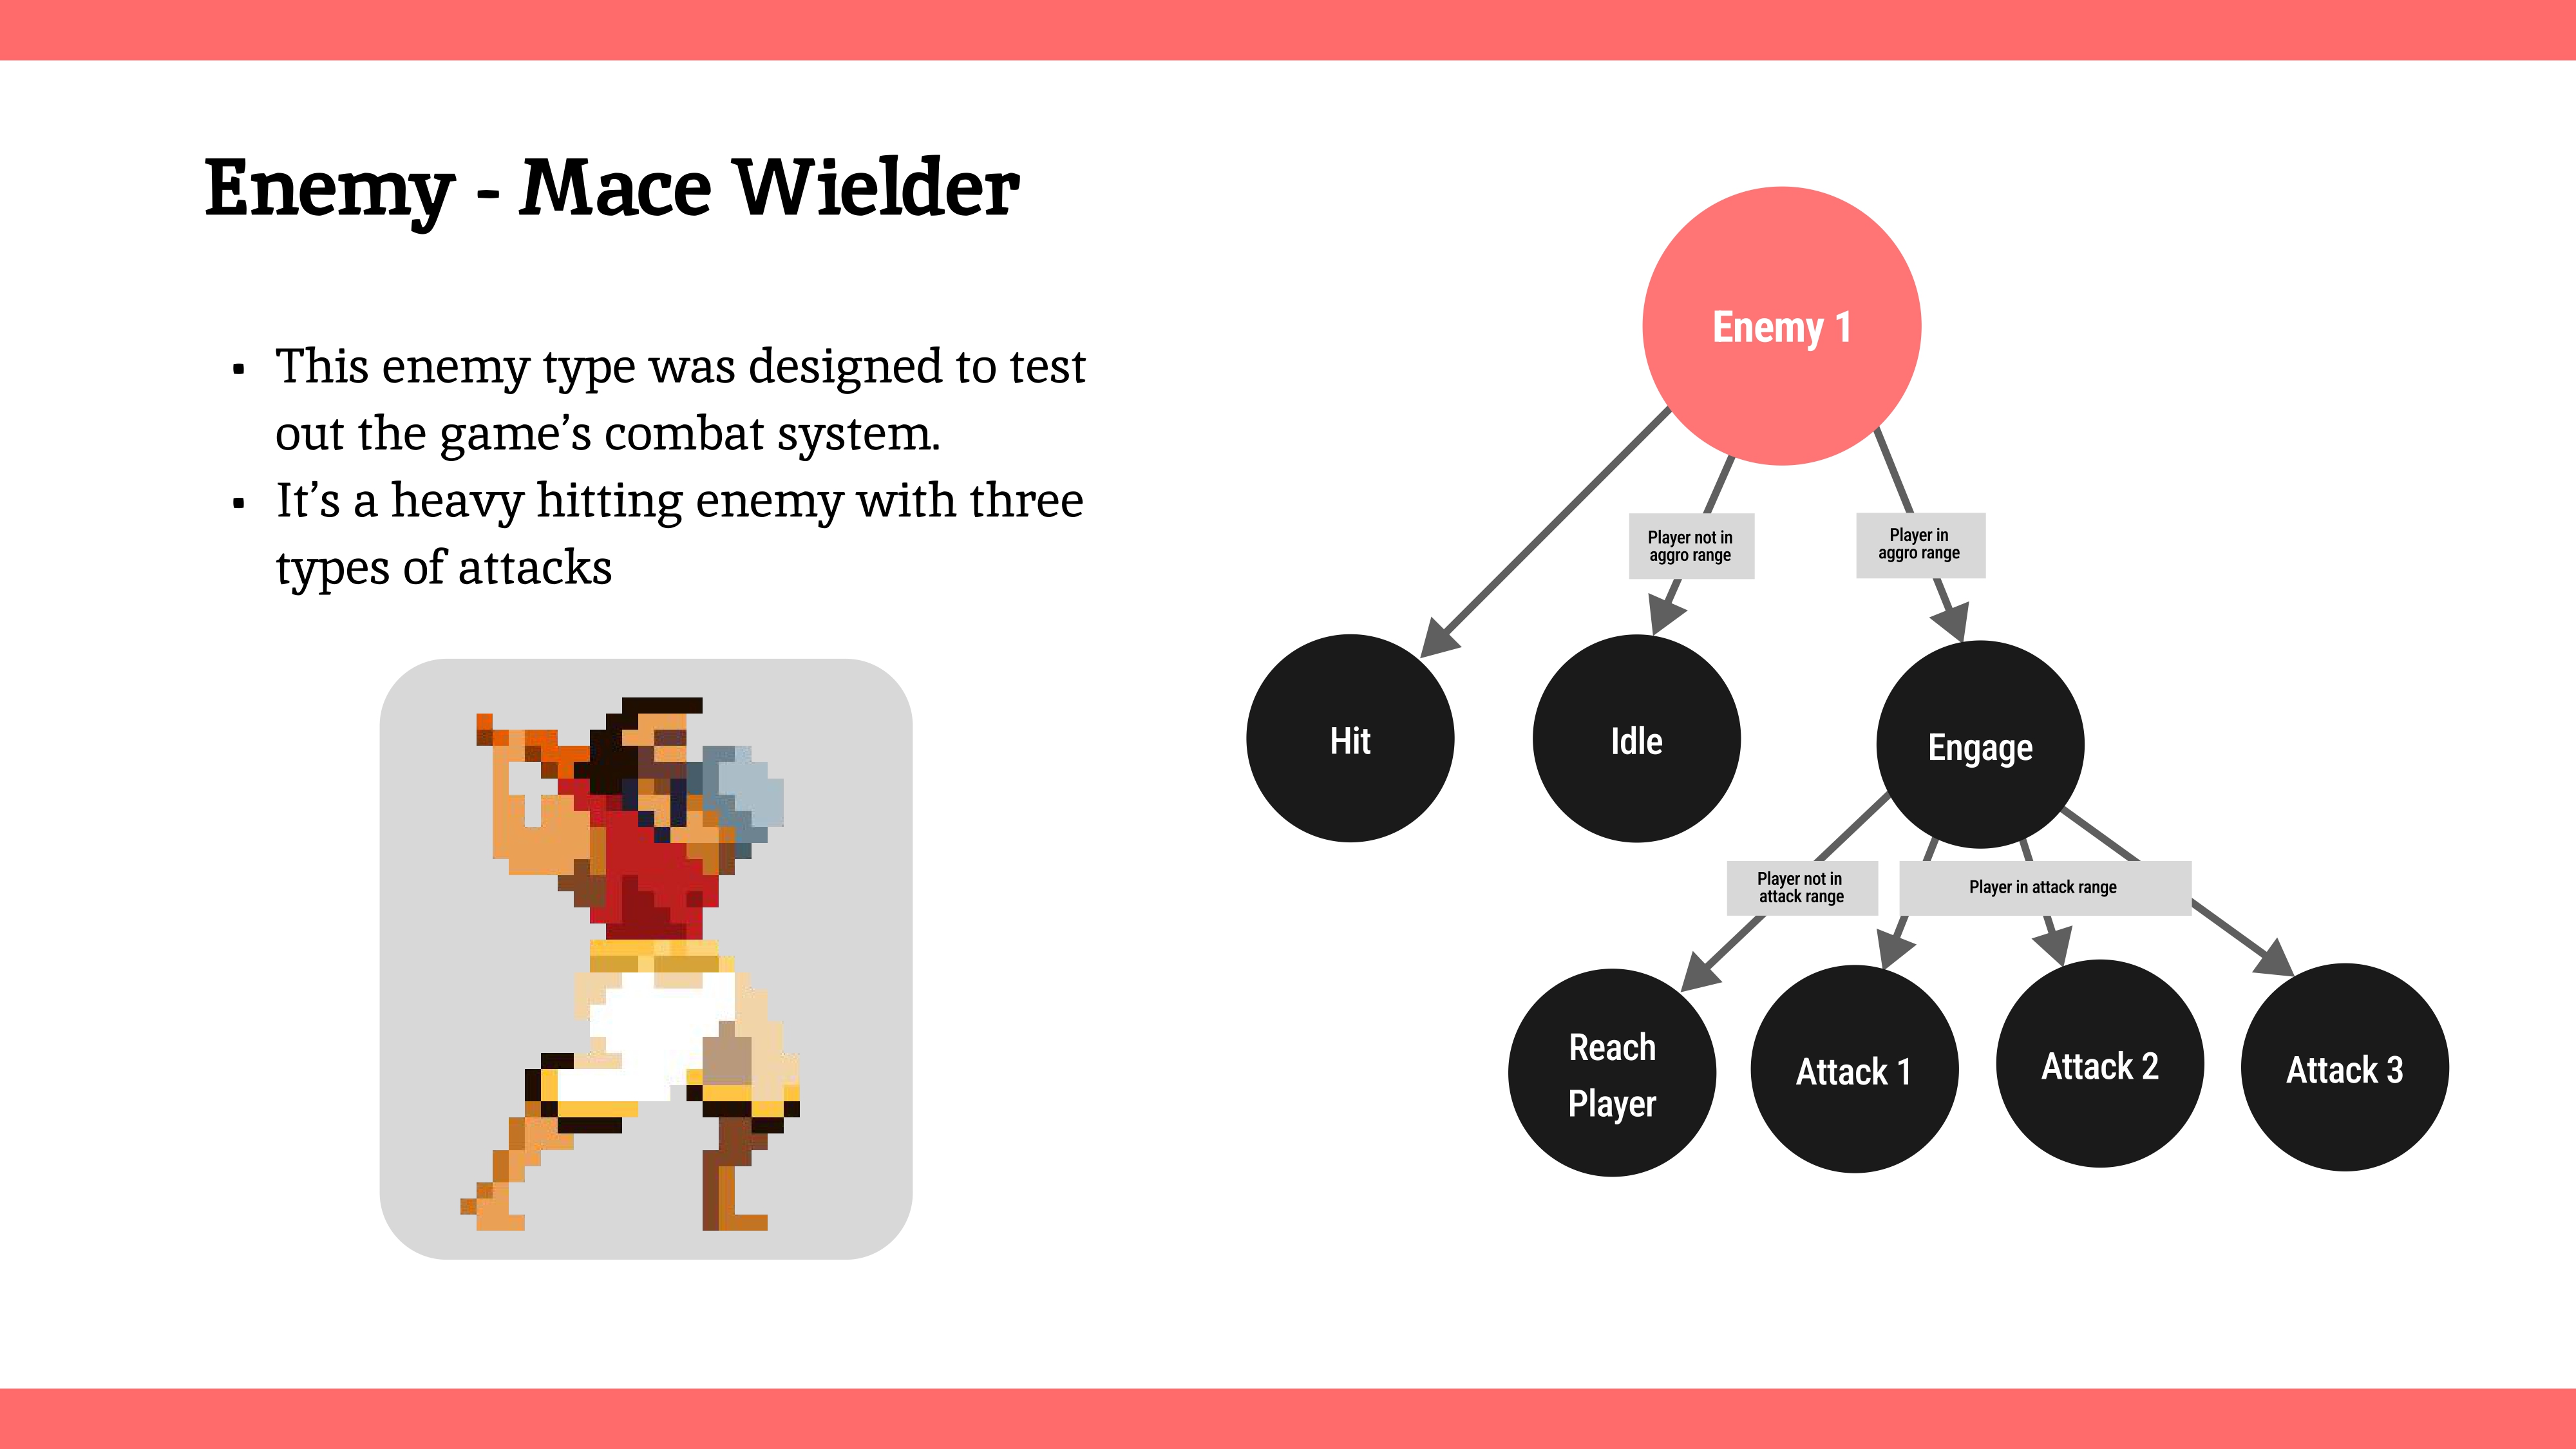 Enemy - Mace Wielder
▪ This enemy type was designed to test
out the game’s combat system.
▪ It’s a heavy hitting enemy with three
types of attacks
Enemy 1
Player not in
aggro range
Player in
aggro range
Hit
Idle
Engage
Player not in
attack range
Player in attack range
Reach
Player
Attack 1
Attack 2
Attack 3